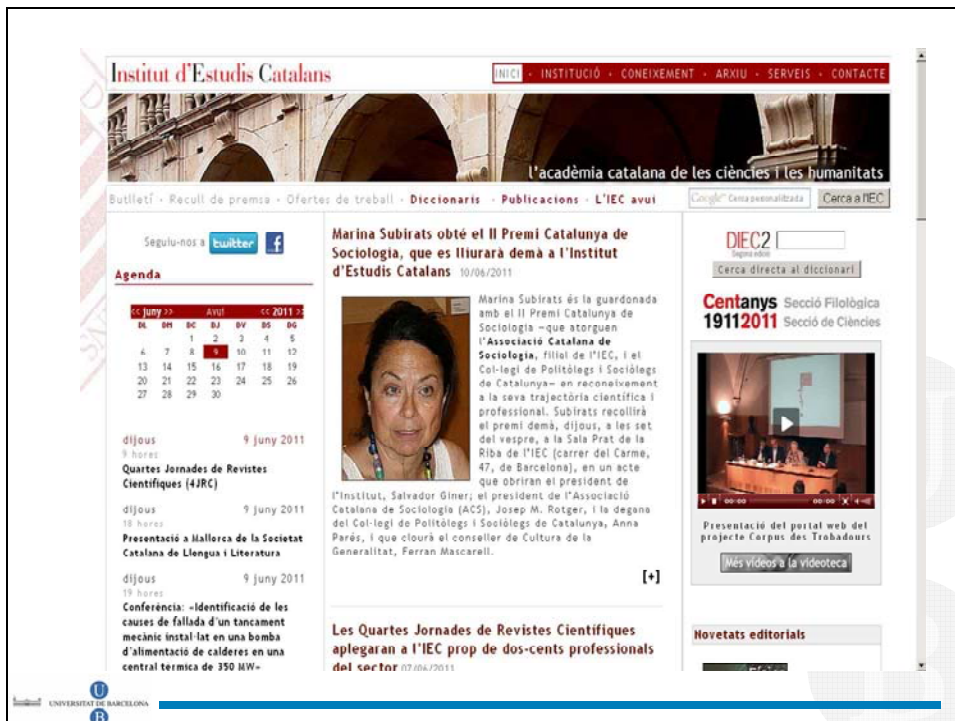 Institut d'Estudis Catalans
INICI · INSTITUCIÓ · CONEIXEMENT · ARXIU · SERVEIS · CONTACTE
l'acadèmia catalana de les ciències i les humanitats
Butlletí · Recull de premsa · Ofertes de treball · Diccionaris · Publicacions · L'IEC avui
Google Cerca personalitzada
Cerca a l'IEC
Seguiu-nos a twitter f
Agenda
<< juny >> Avui << 2011 >>
DL DM DC DJ DV DS DG
1 2 3 4 5
6 7 8 9 10 11 12
13 14 15 16 17 18 19
20 21 22 23 24 25 26
27 28 29 30
dijous 9 juny 2011
9 hores
Quartes Jornades de Revistes
Científiques (4JRC)
dijous 9 juny 2011
18 hores
Presentació a Mallorca de la Societat
Catalana de Llengua i Literatura
dijous 9 juny 2011
19 hores
Conferència: «Identificació de les
causes de fallada d'un tancament
mecànic instal·lat en una bomba
d'alimentació de calderes en una
central tèrmica de 350 MW»
Marina Subirats obté el II Premi Catalunya de
Sociologia, que es lliurarà demà a l'Institut
d'Estudis Catalans 10/06/2011
Marina Subirats és la guardonada
amb el II Premi Catalunya de
Sociologia –que atorguen
l'Associació Catalana de
Sociologia, filial de l'IEC, i el
Col·legi de Politòlegs i Sociòlegs
de Catalunya– en reconeixement
a la seva trajectòria científica i
professional. Subirats recollirà
el premi demà, dijous, a les set
del vespre, a la Sala Prat de la
Riba de l'IEC (carrer del Carme,
47, de Barcelona), en un acte
que obriran el president de
l'Institut, Salvador Giner; el president de l'Associació
Catalana de Sociologia (ACS), Josep M. Rotger, i la degana
del Col·legi de Politòlegs i Sociòlegs de Catalunya, Anna
Parés, i que clourà el conseller de Cultura de la
Generalitat, Ferran Mascarell.
[+]
Les Quartes Jornades de Revistes Científiques
aplegaran a l'IEC prop de dos-cents professionals
del sector 07/06/2011
DIEC2
Segona edició
Cerca directa al diccionari
Centanys Secció Filològica
19112011 Secció de Ciències
00:00 00:00
Presentació del portal web del
projecte Corpus des Trobadours
Més vídeos a la videoteca
Novetats editorials
UNIVERSITAT DE BARCELONA
U
B